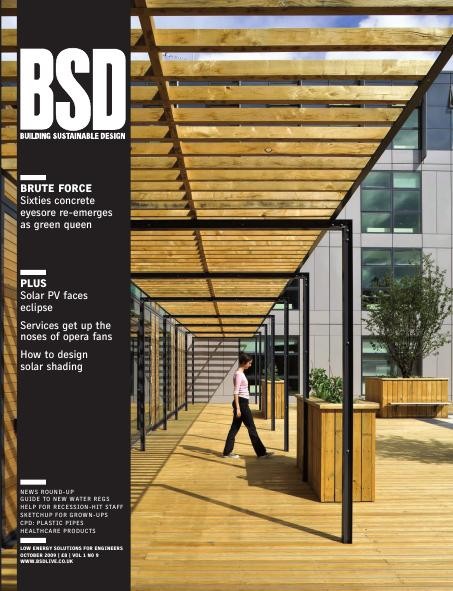 BSD
BUILDING SUSTAINABLE DESIGN
BRUTE FORCE
Sixties concrete
eyesore re-emerges
as green queen
PLUS
Solar PV faces
eclipse
Services get up the
noses of opera fans
How to design
solar shading
NEWS ROUND-UP
GUIDE TO NEW WATER REGS
HELP FOR RECESSION-HIT STAFF
SKETCHUP FOR GROWN-UPS
CPD: PLASTIC PIPES
HEALTHCARE PRODUCTS
LOW ENERGY SOLUTIONS FOR ENGINEERS
OCTOBER 2009 | £8 | VOL 1 NO 9
WWW.BSDLIVE.CO.UK